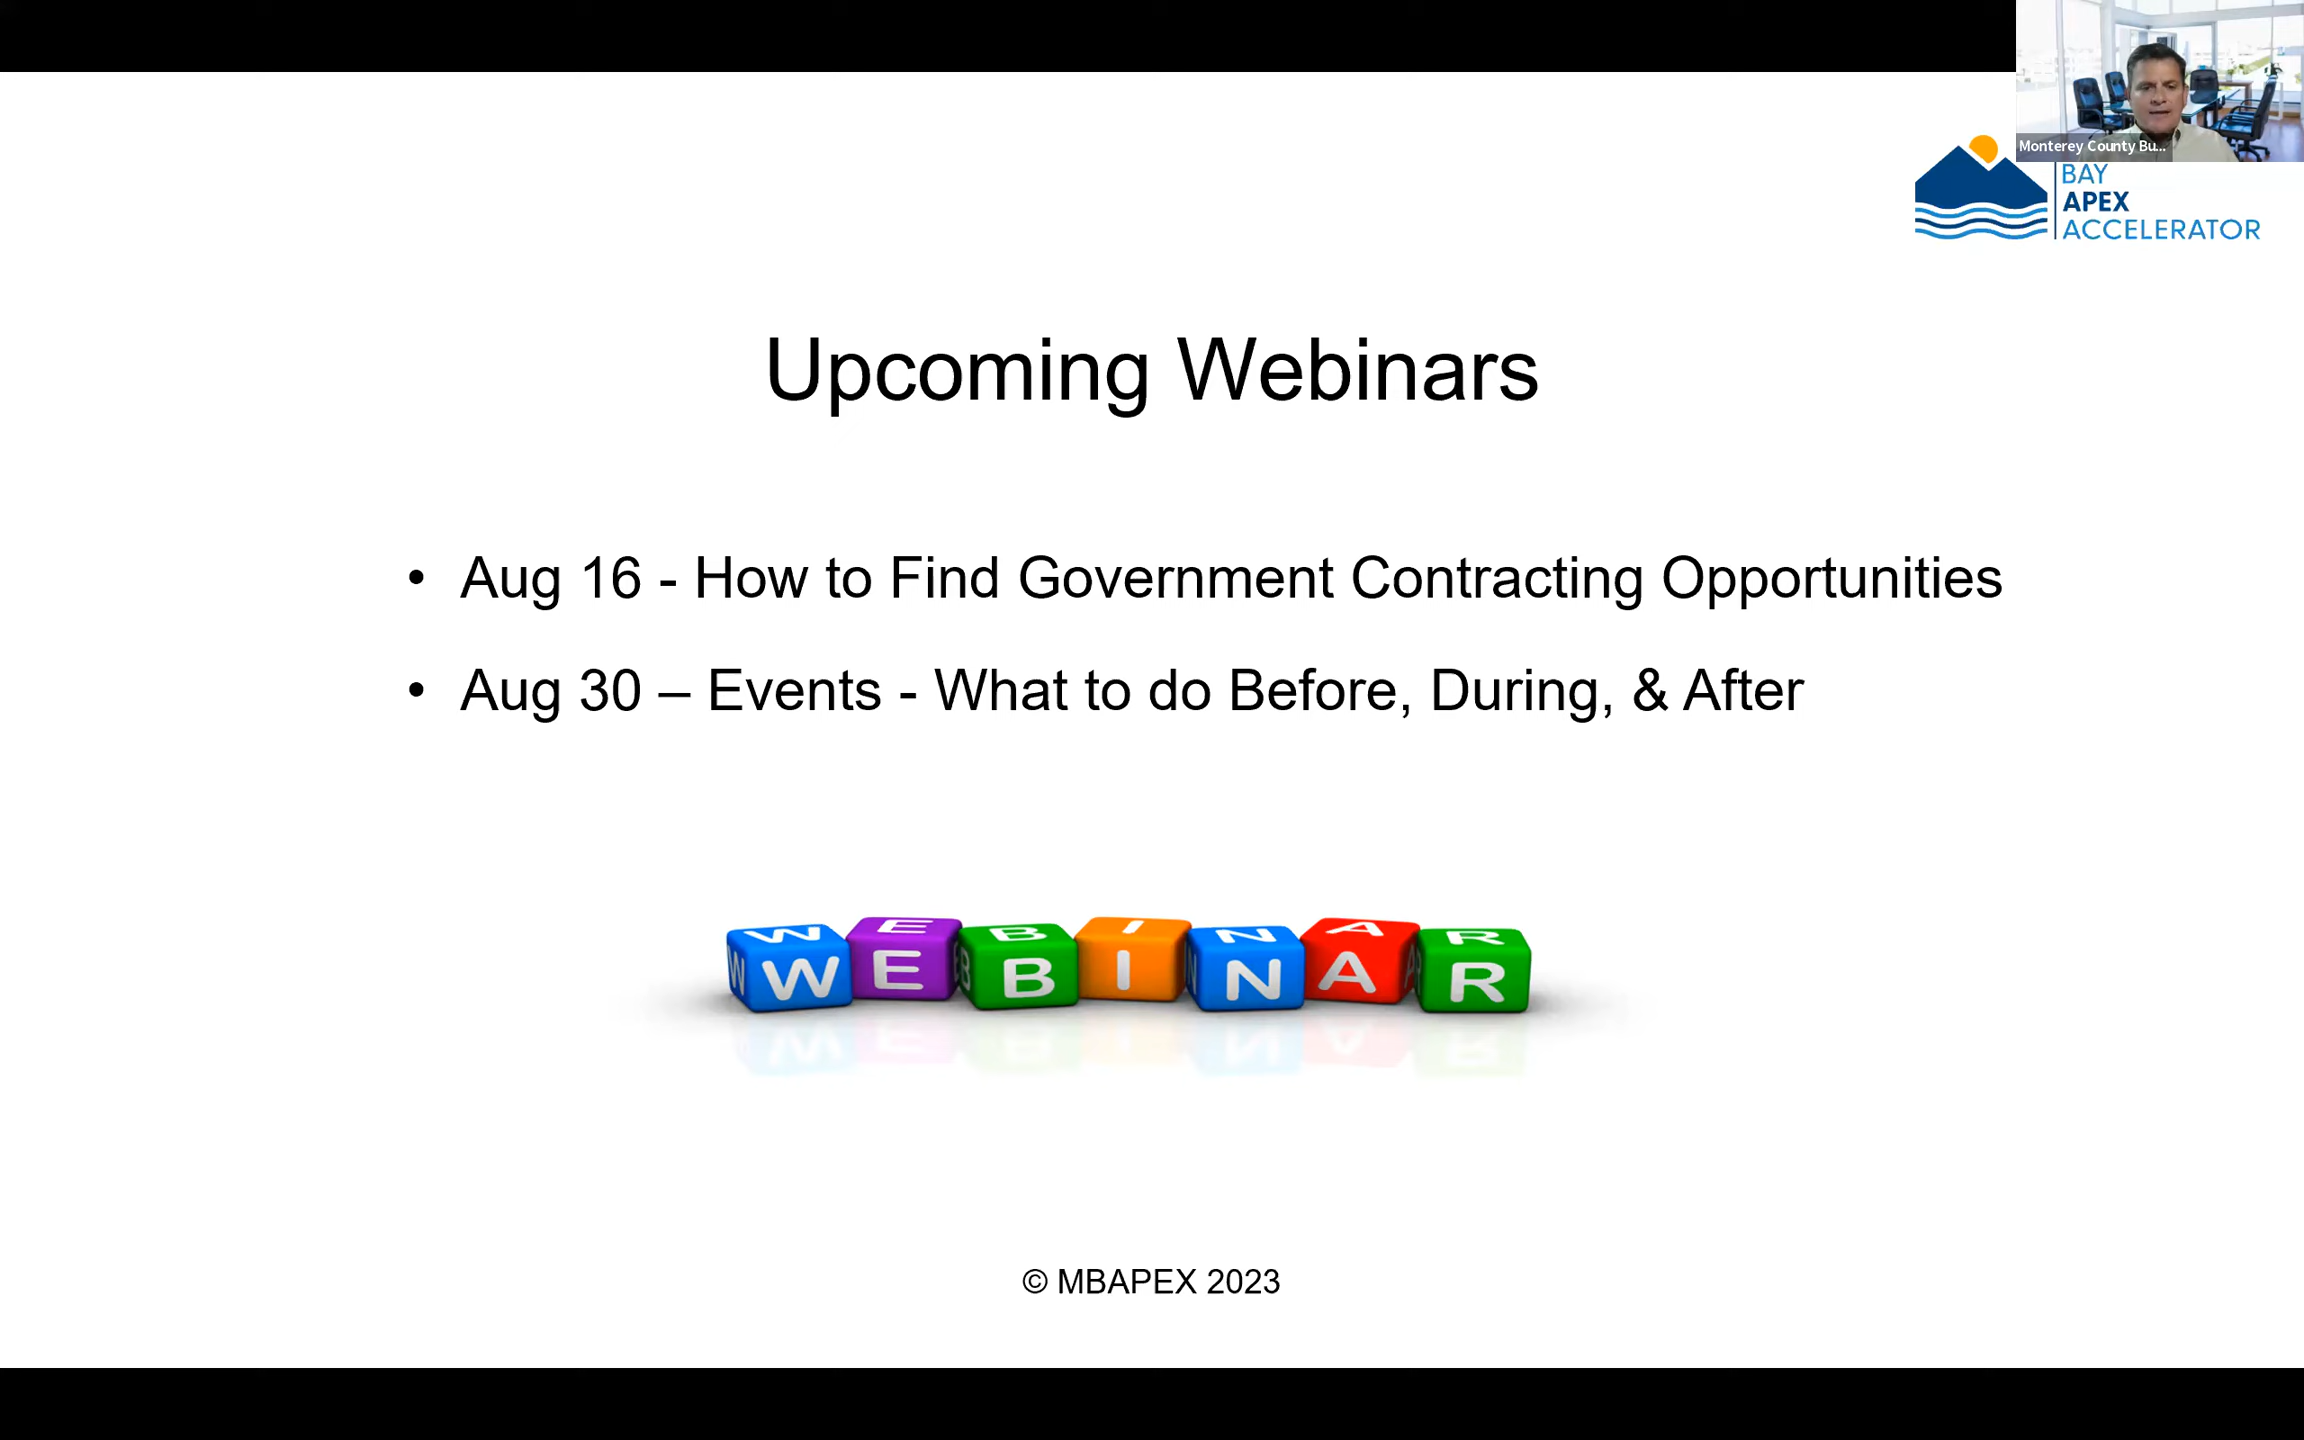 Monterey County Bu...
BAY
APEX
ACCELERATOR
Upcoming Webinars
• Aug 16 - How to Find Government Contracting Opportunities
• Aug 30 – Events - What to do Before, During, & After
WEBINAR
© MBAPEX 2023